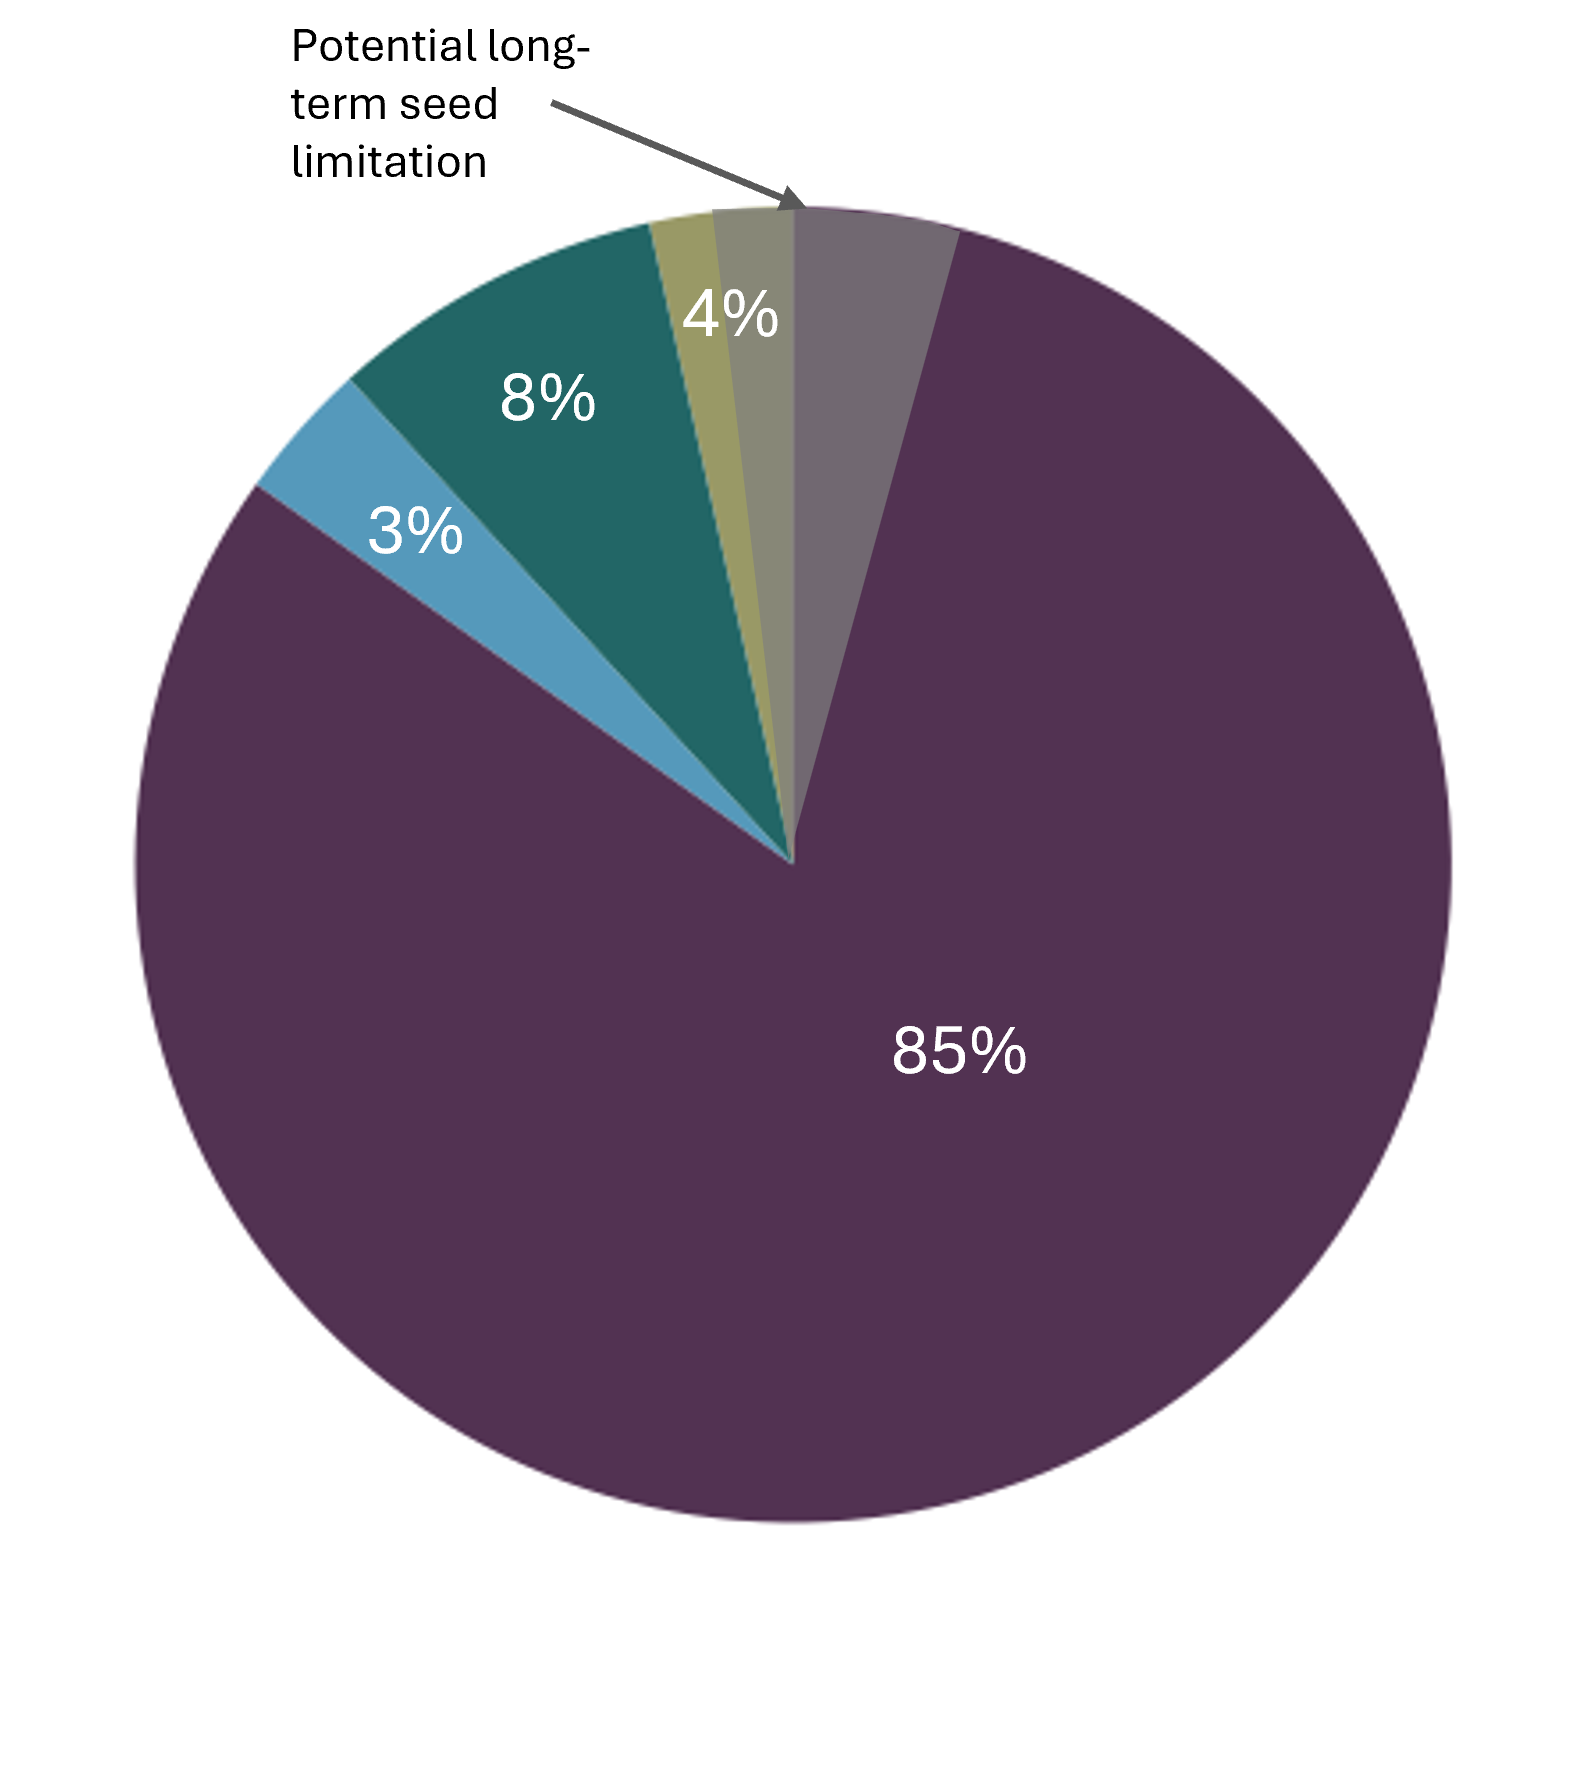 Potential long-
term seed
limitation
4%
8%
3%
85%